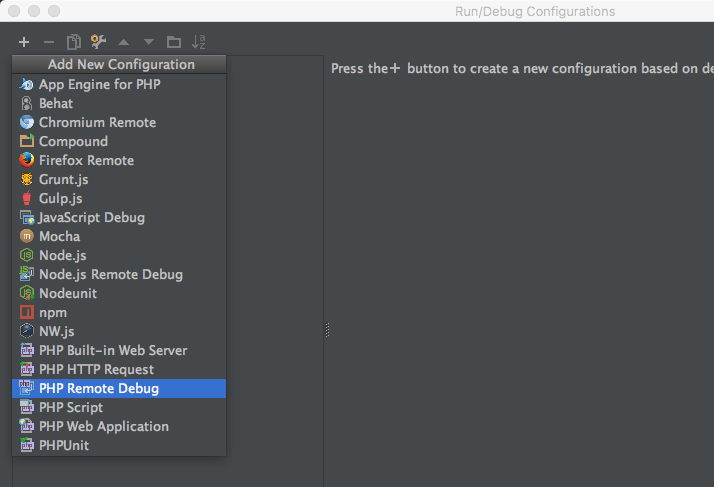 Run/Debug Configurations
Add New Configuration
Press the + button to create a new configuration based on de
App Engine for PHP
Behat
Chromium Remote
Compound
Firefox Remote
Grunt.js
Gulp.js
JavaScript Debug
Mocha
Node.js
Node.js Remote Debug
Nodeunit
npm
NW.js
PHP Built-in Web Server
PHP HTTP Request
PHP Remote Debug
PHP Script
PHP Web Application
PHPUnit